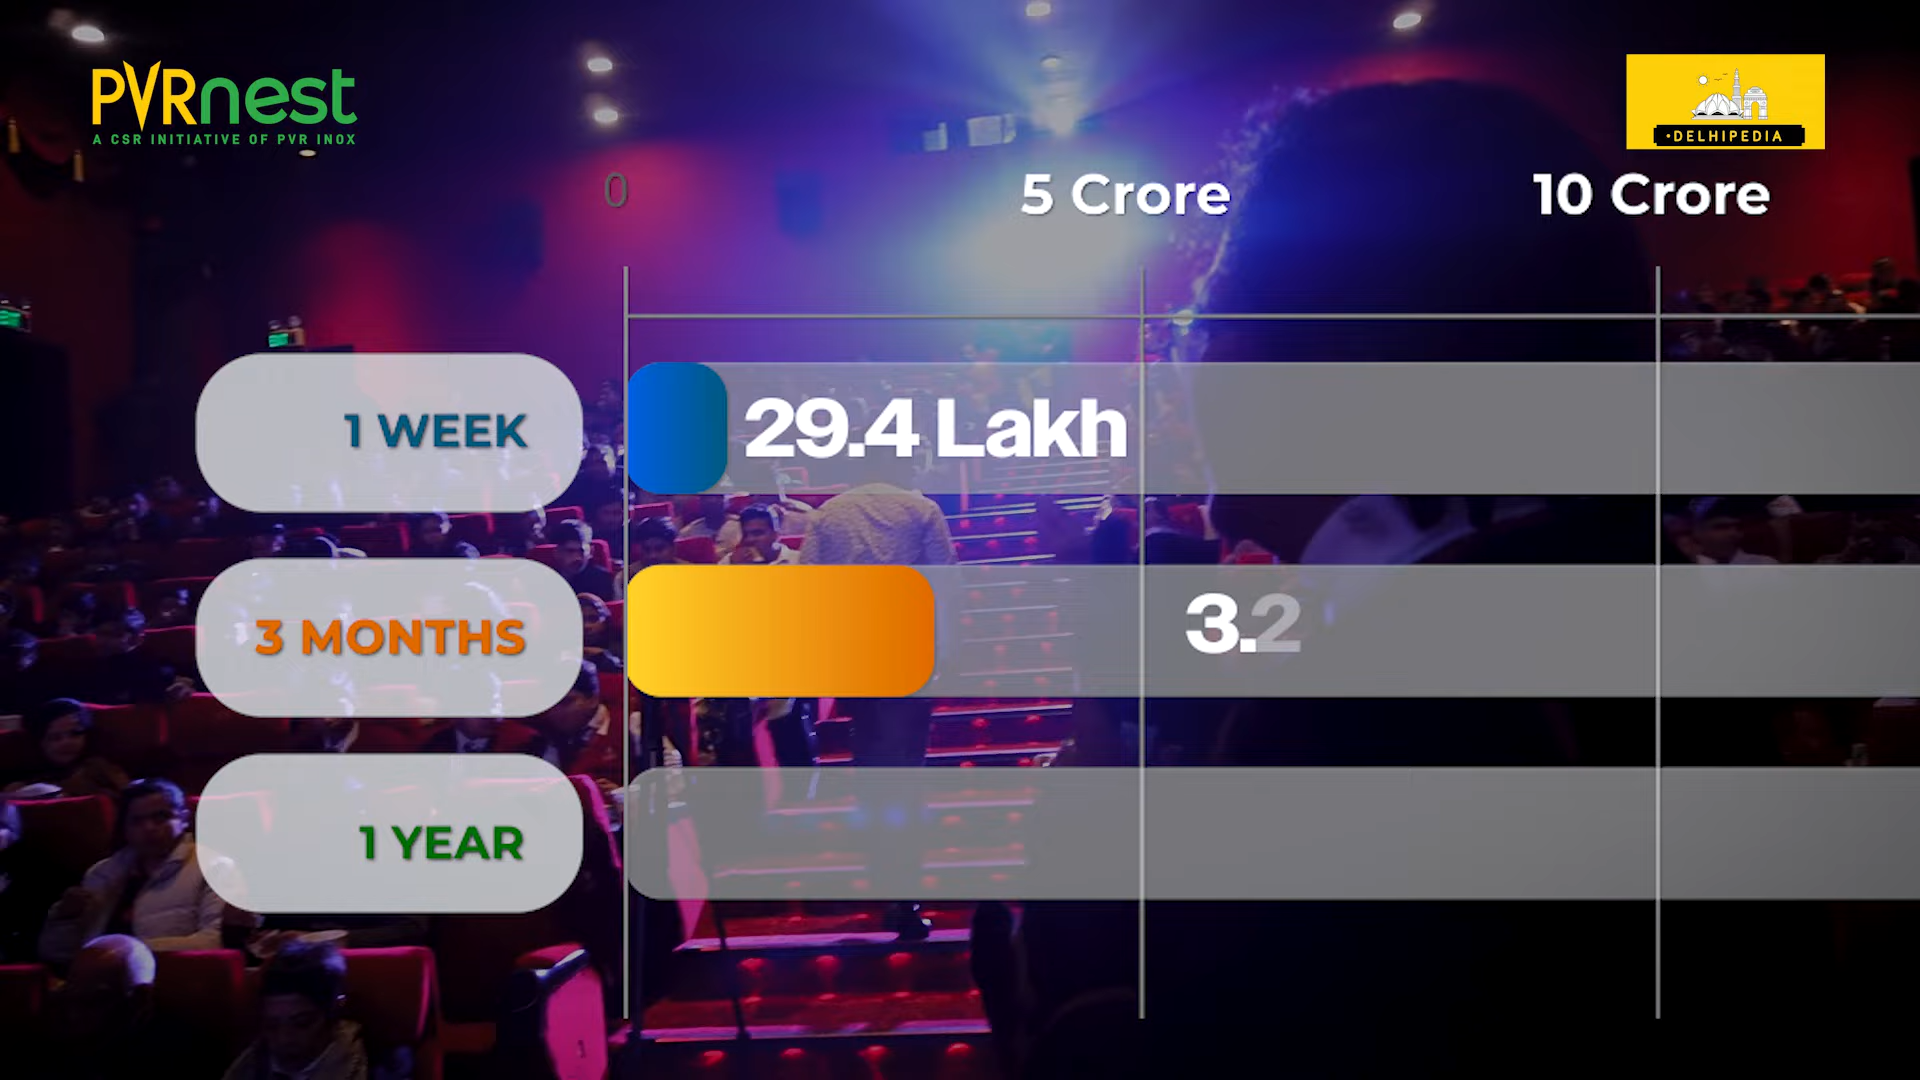 PVRnest
A CSR INITIATIVE OF PVR INOX
DELHIPEDIA
0
5 Crore
10 Crore
1 WEEK
29.4 Lakh
3 MONTHS
3.2
1 YEAR